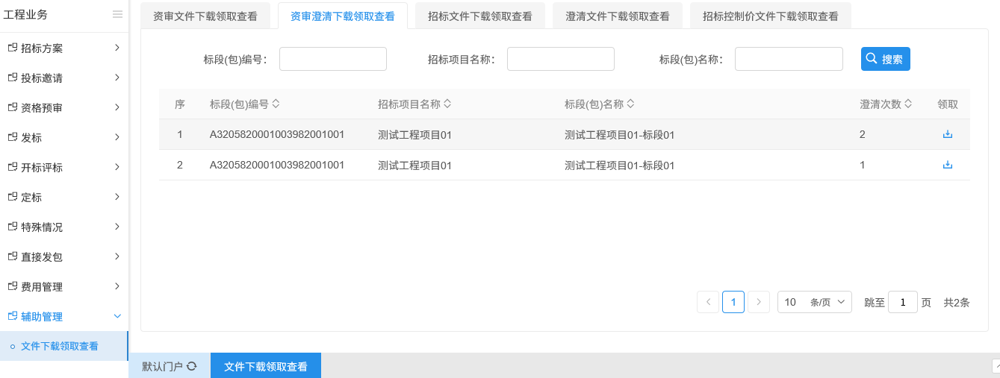 工程业务
招标方案
投标邀请
资格预审
发标
开标评标
定标
特殊情况
直接发包
费用管理
辅助管理
文件下载领取查看
资审文件下载领取查看 资审澄清下载领取查看 招标文件下载领取查看 澄清文件下载领取查看 招标控制价文件下载领取查看
标段(包)编号： 招标项目名称： 标段(包)名称： 搜索
序 标段(包)编号 招标项目名称 标段(包)名称 澄清次数 领取
1 A3205820001003982001001 测试工程项目01 测试工程项目01-标段01 2
2 A3205820001003982001001 测试工程项目01 测试工程项目01-标段01 1
1 10 条/页 跳至 1 页 共2条
默认门户 文件下载领取查看